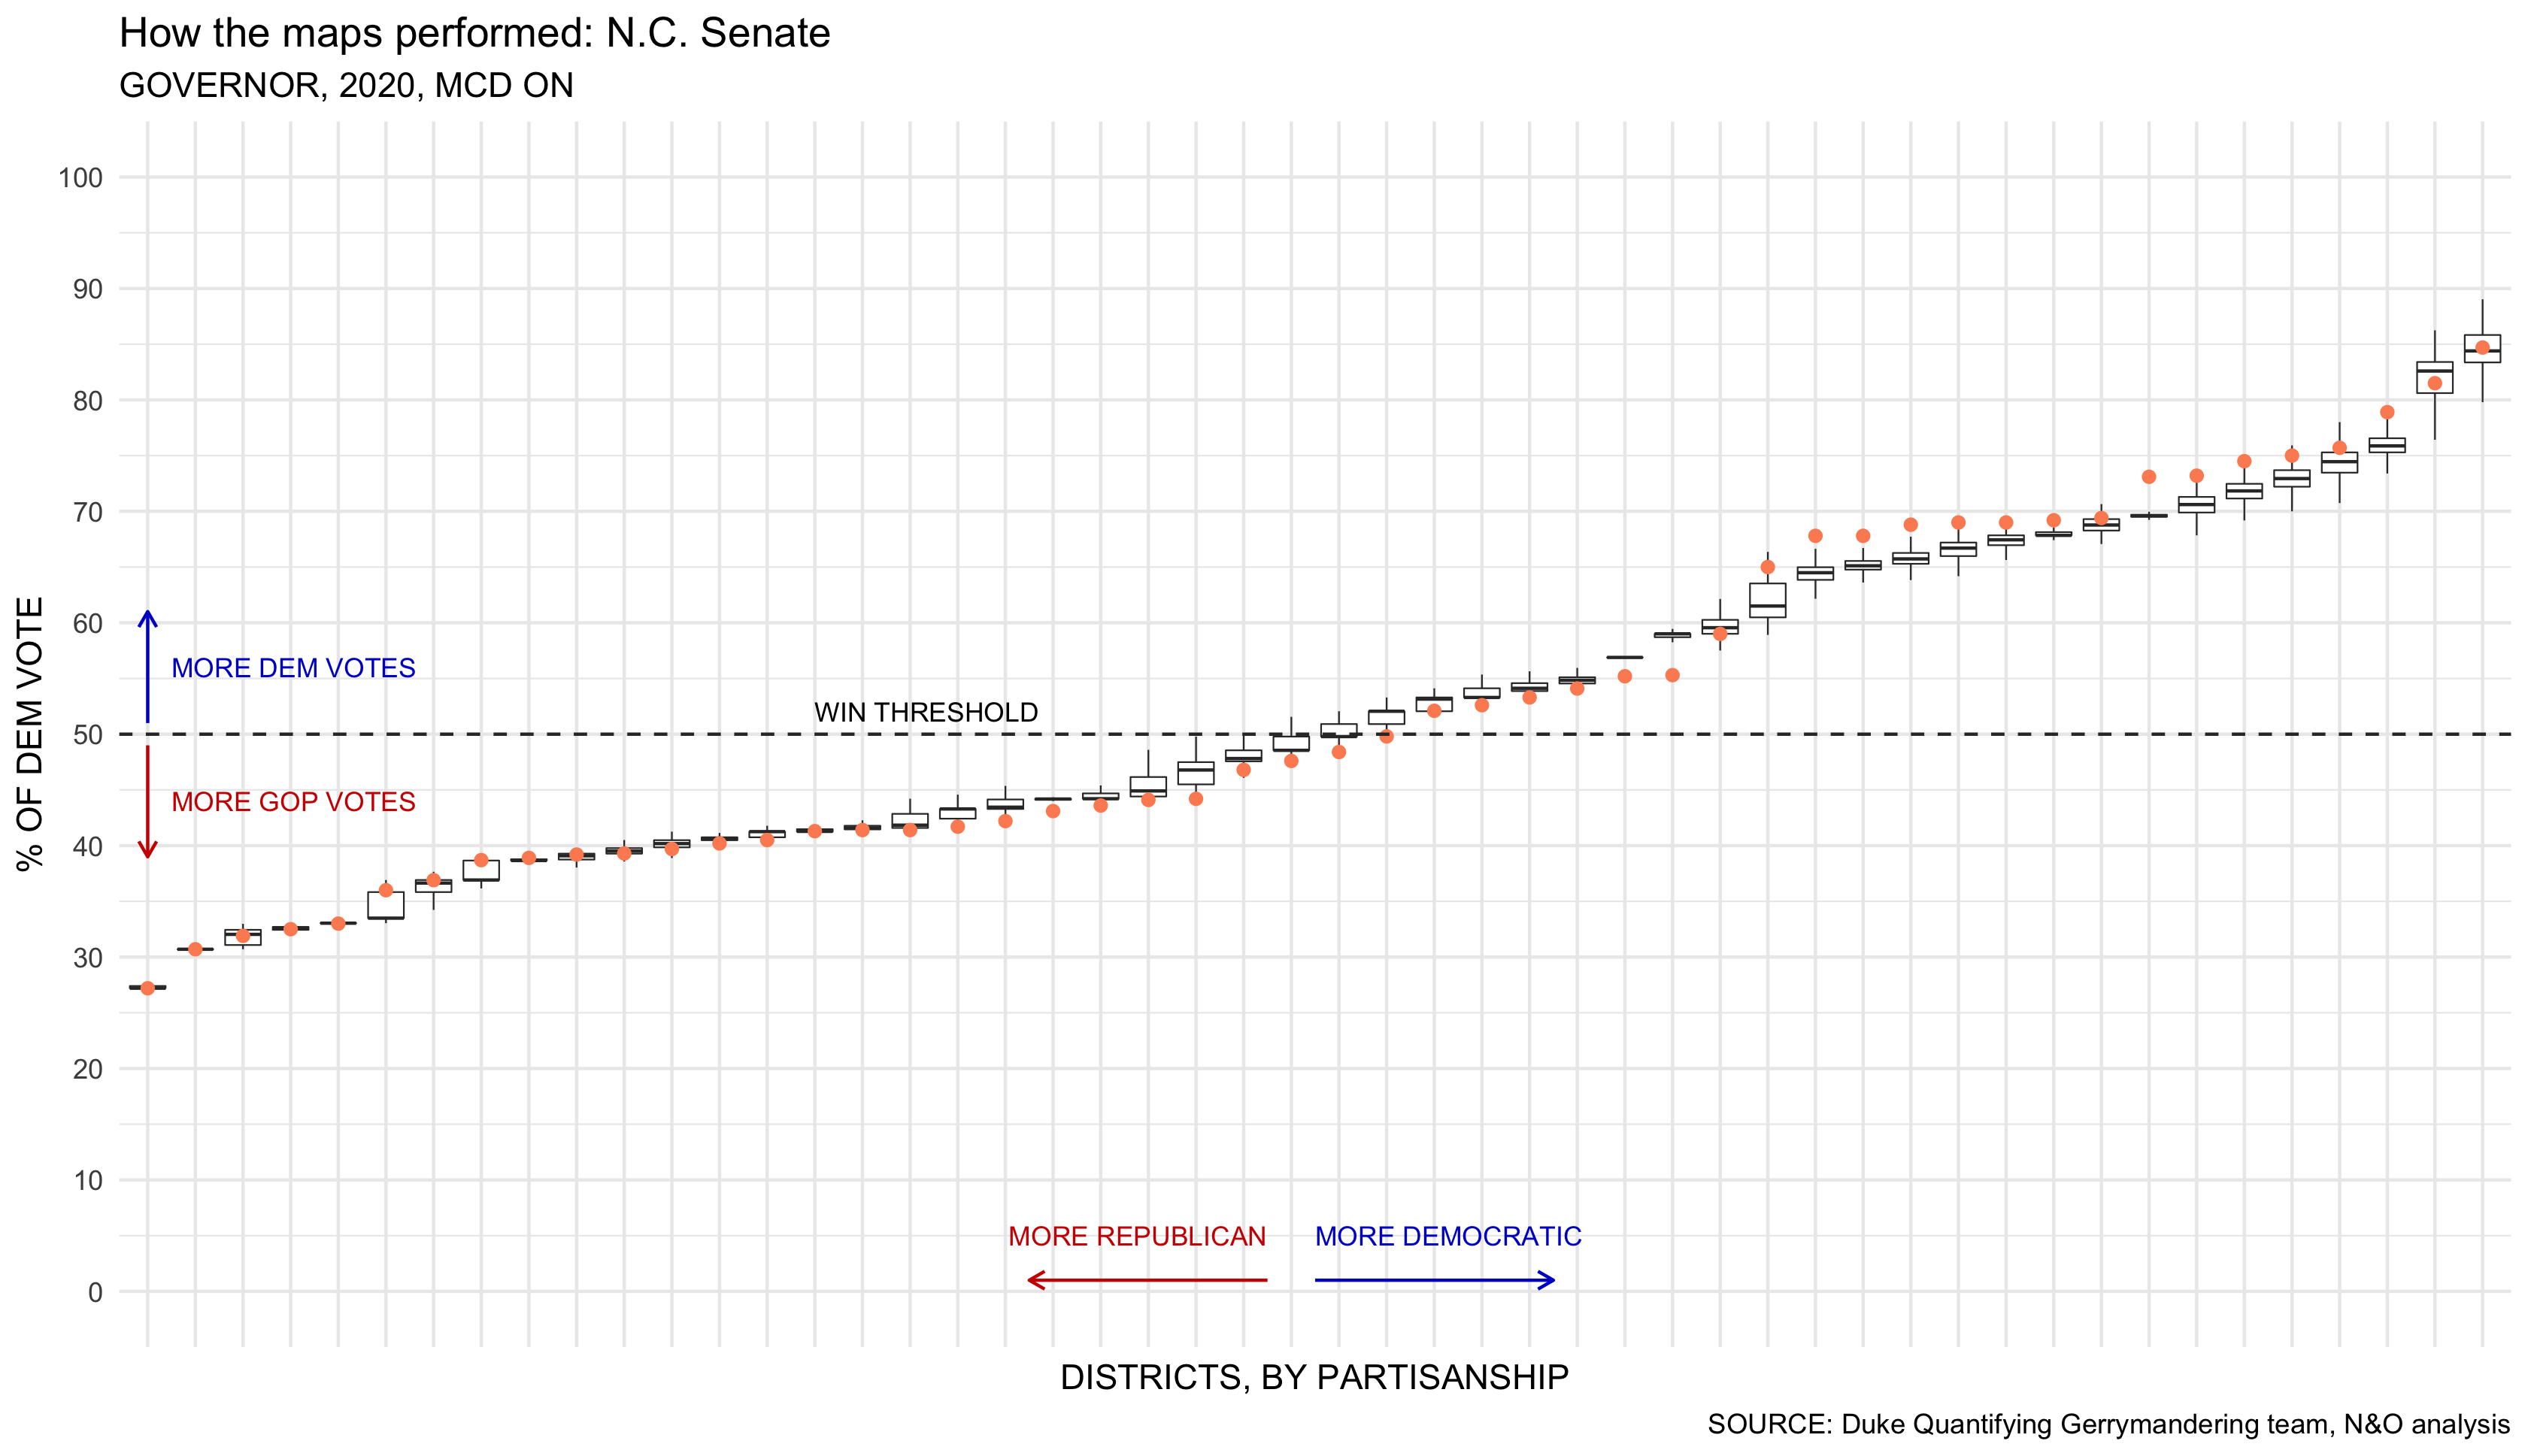 How the maps performed: N.C. Senate
GOVERNOR, 2020, MCD ON
% OF DEM VOTE
100
90
80
70
60
50
40
30
20
10
0
MORE DEM VOTES
WIN THRESHOLD
MORE GOP VOTES
MORE REPUBLICAN
MORE DEMOCRATIC
DISTRICTS, BY PARTISANSHIP
SOURCE: Duke Quantifying Gerrymandering team, N&O analysis